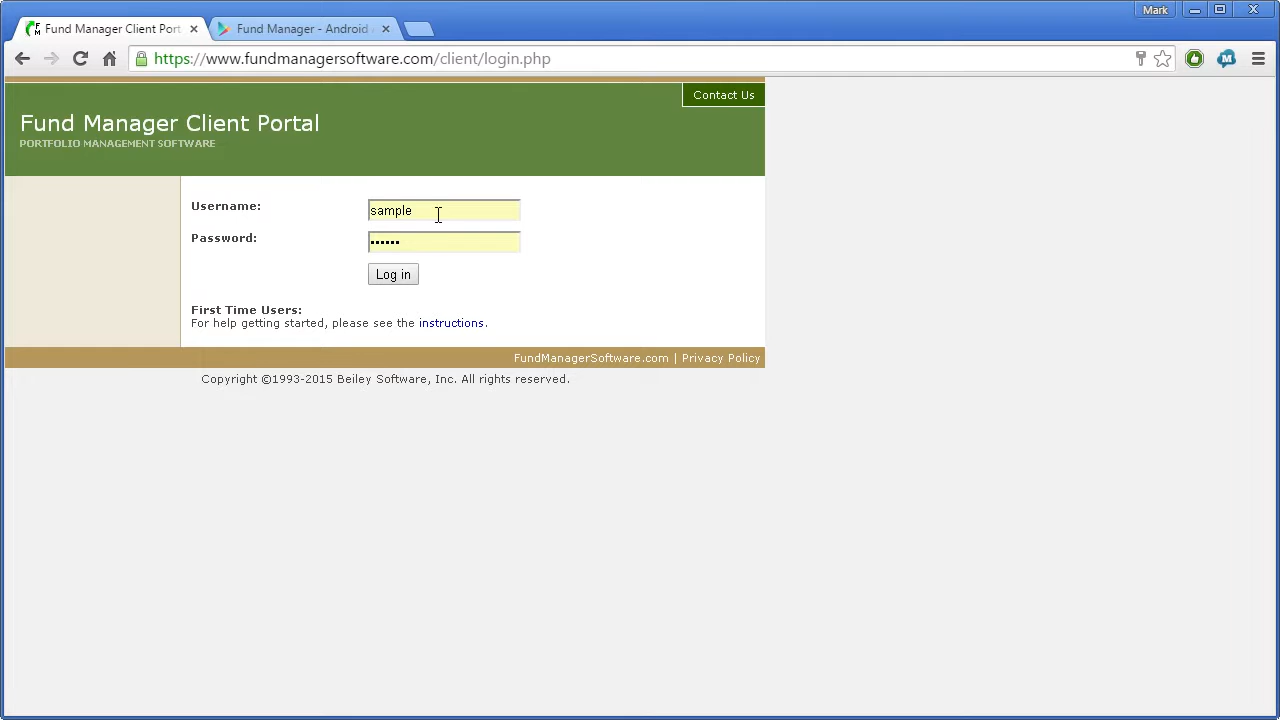 Mark
Fund Manager Client Port
Fund Manager - Android
https://www.fundmanagersoftware.com/client/login.php
Contact Us
Fund Manager Client Portal
PORTFOLIO MANAGEMENT SOFTWARE
Username:
sample
Password:
••••••
Log in
First Time Users:
For help getting started, please see the instructions.
FundManagerSoftware.com | Privacy Policy
Copyright ©1993-2015 Beiley Software, Inc. All rights reserved.